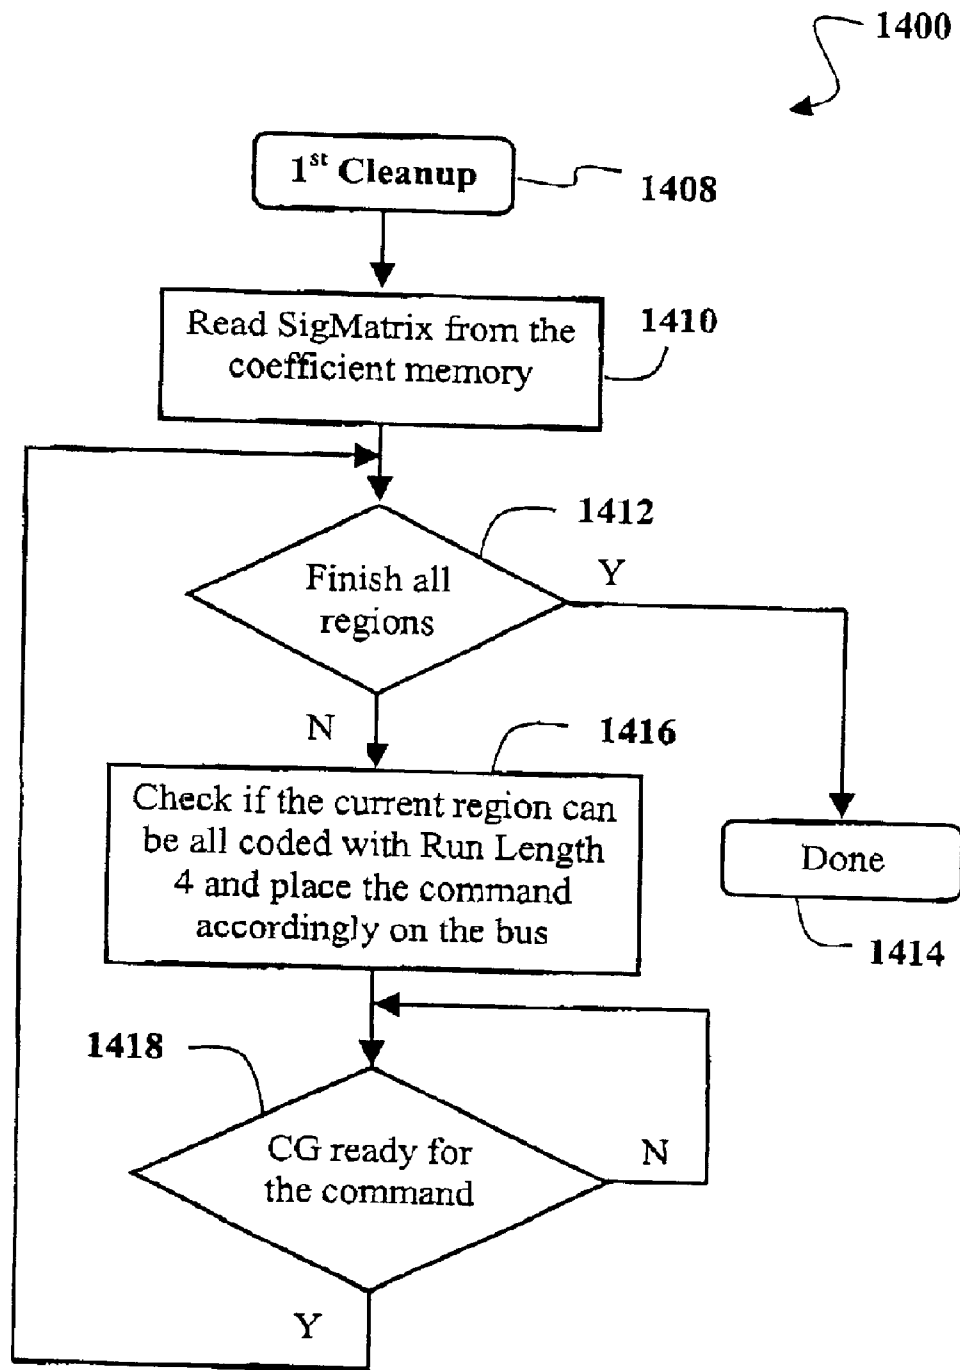 1400
1st Cleanup
1408
Read SigMatrix from the
coefficient memory
1410
1412
Finish all
regions
Y
N
1416
Check if the current region can
be all coded with Run Length
4 and place the command
accordingly on the bus
Done
1414
1418
CG ready for
the command
N
Y